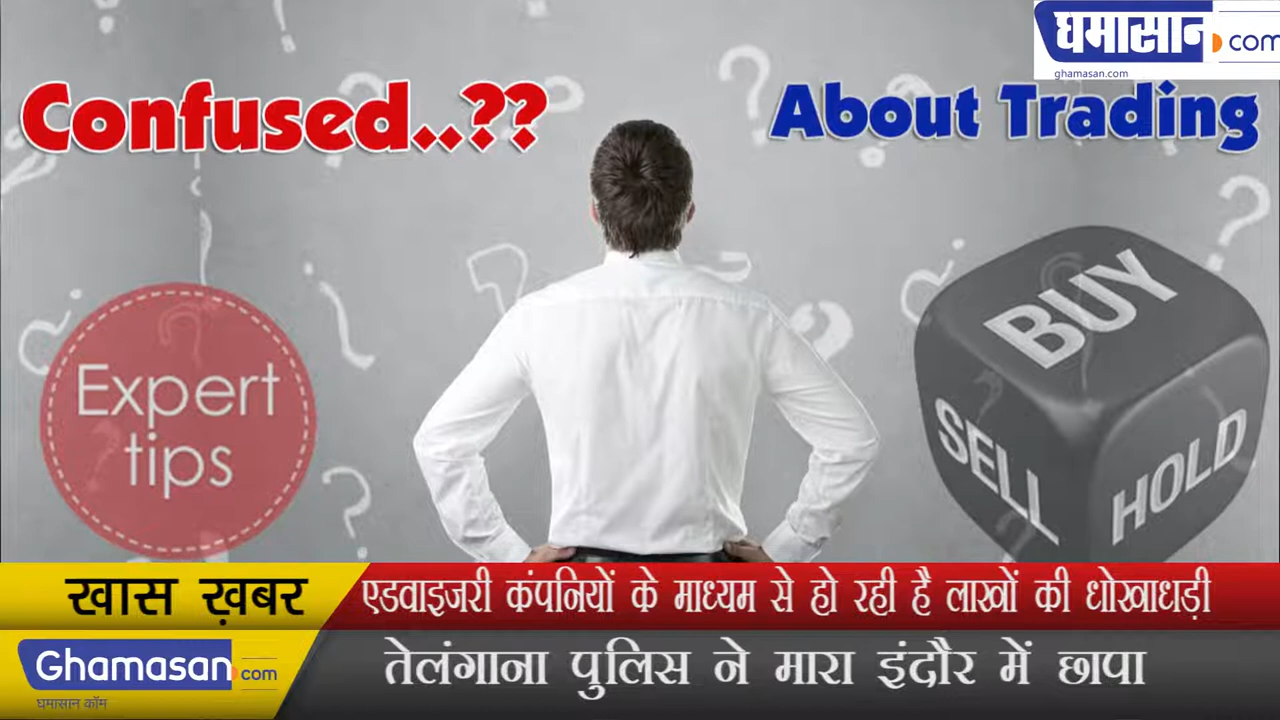 घमासान.com
ghamasan.com
Confused..??
About Trading
Expert
tips
BUY
SELL
HOLD
खास ख़बर
एडवाइजरी कंपनियों के माध्यम से हो रही है लाखों की धोखाधड़ी
Ghamasan.com
घमासान कॉम
तेलंगाना पुलिस ने मारा इंदौर में छापा